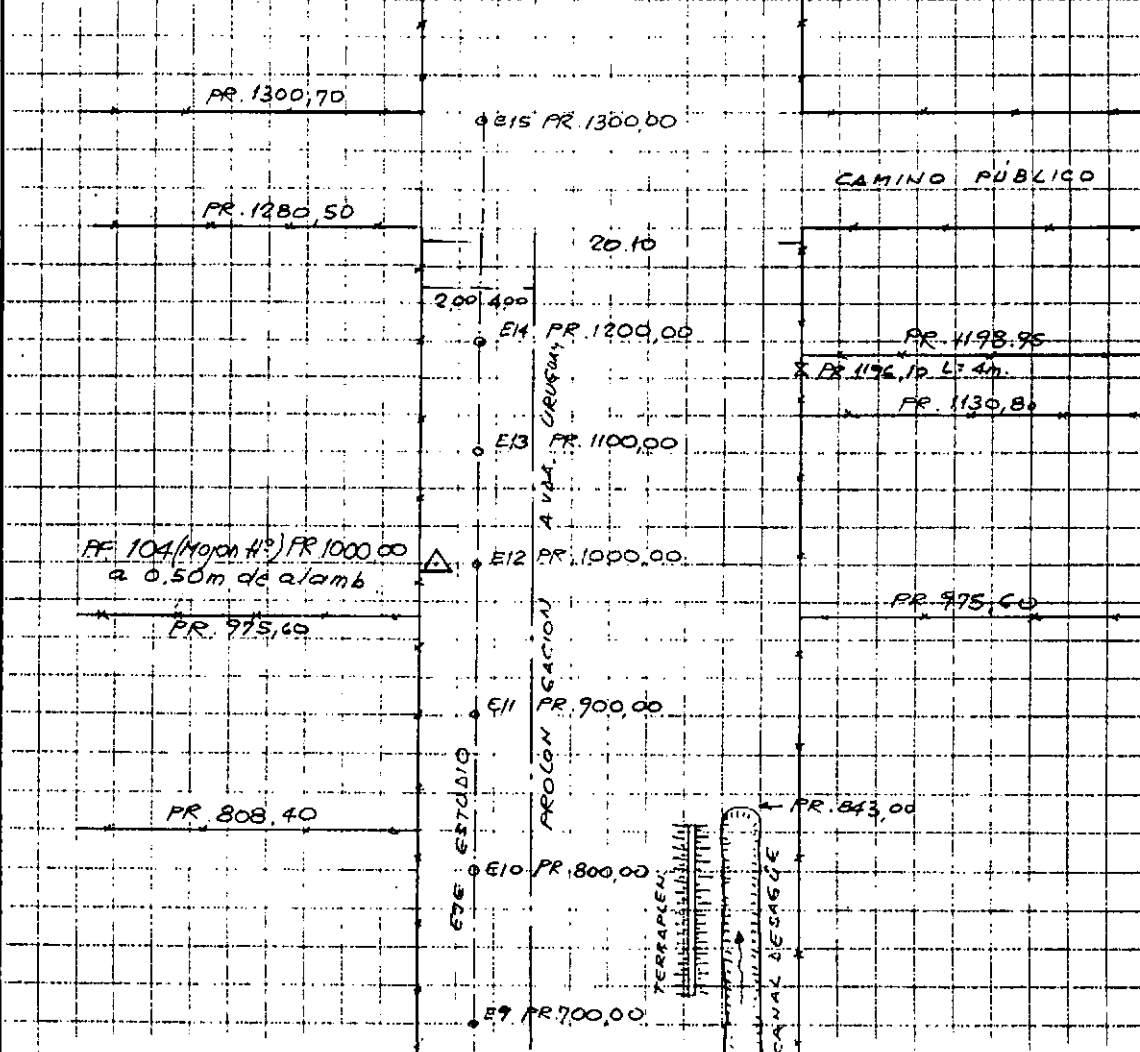 PR. 1300,70
E15 PR. 1300,00
CAMINO PÚBLICO
PR. 1280,50
20.10
2,00 4,00
E14 PR. 1200,00
PR. 1198.95
PR 1196,10 L= 4m.
PR. 1130,80
E13 PR. 1100,00
PROLONGACION AVDA. URUGUAY
PF 104 (Mojon Hº) PR 1000,00
a 0,50m de alamb
E12 PR. 1000,00
PR. 975,60
PR. 975,60
E11 PR. 900,00
EJE ESTUDIO
PR. 843,00
PR. 808,40
E10 PR. 800,00
TERRAPLEN
CANAL DESAGÜE
E9 PR 700,00